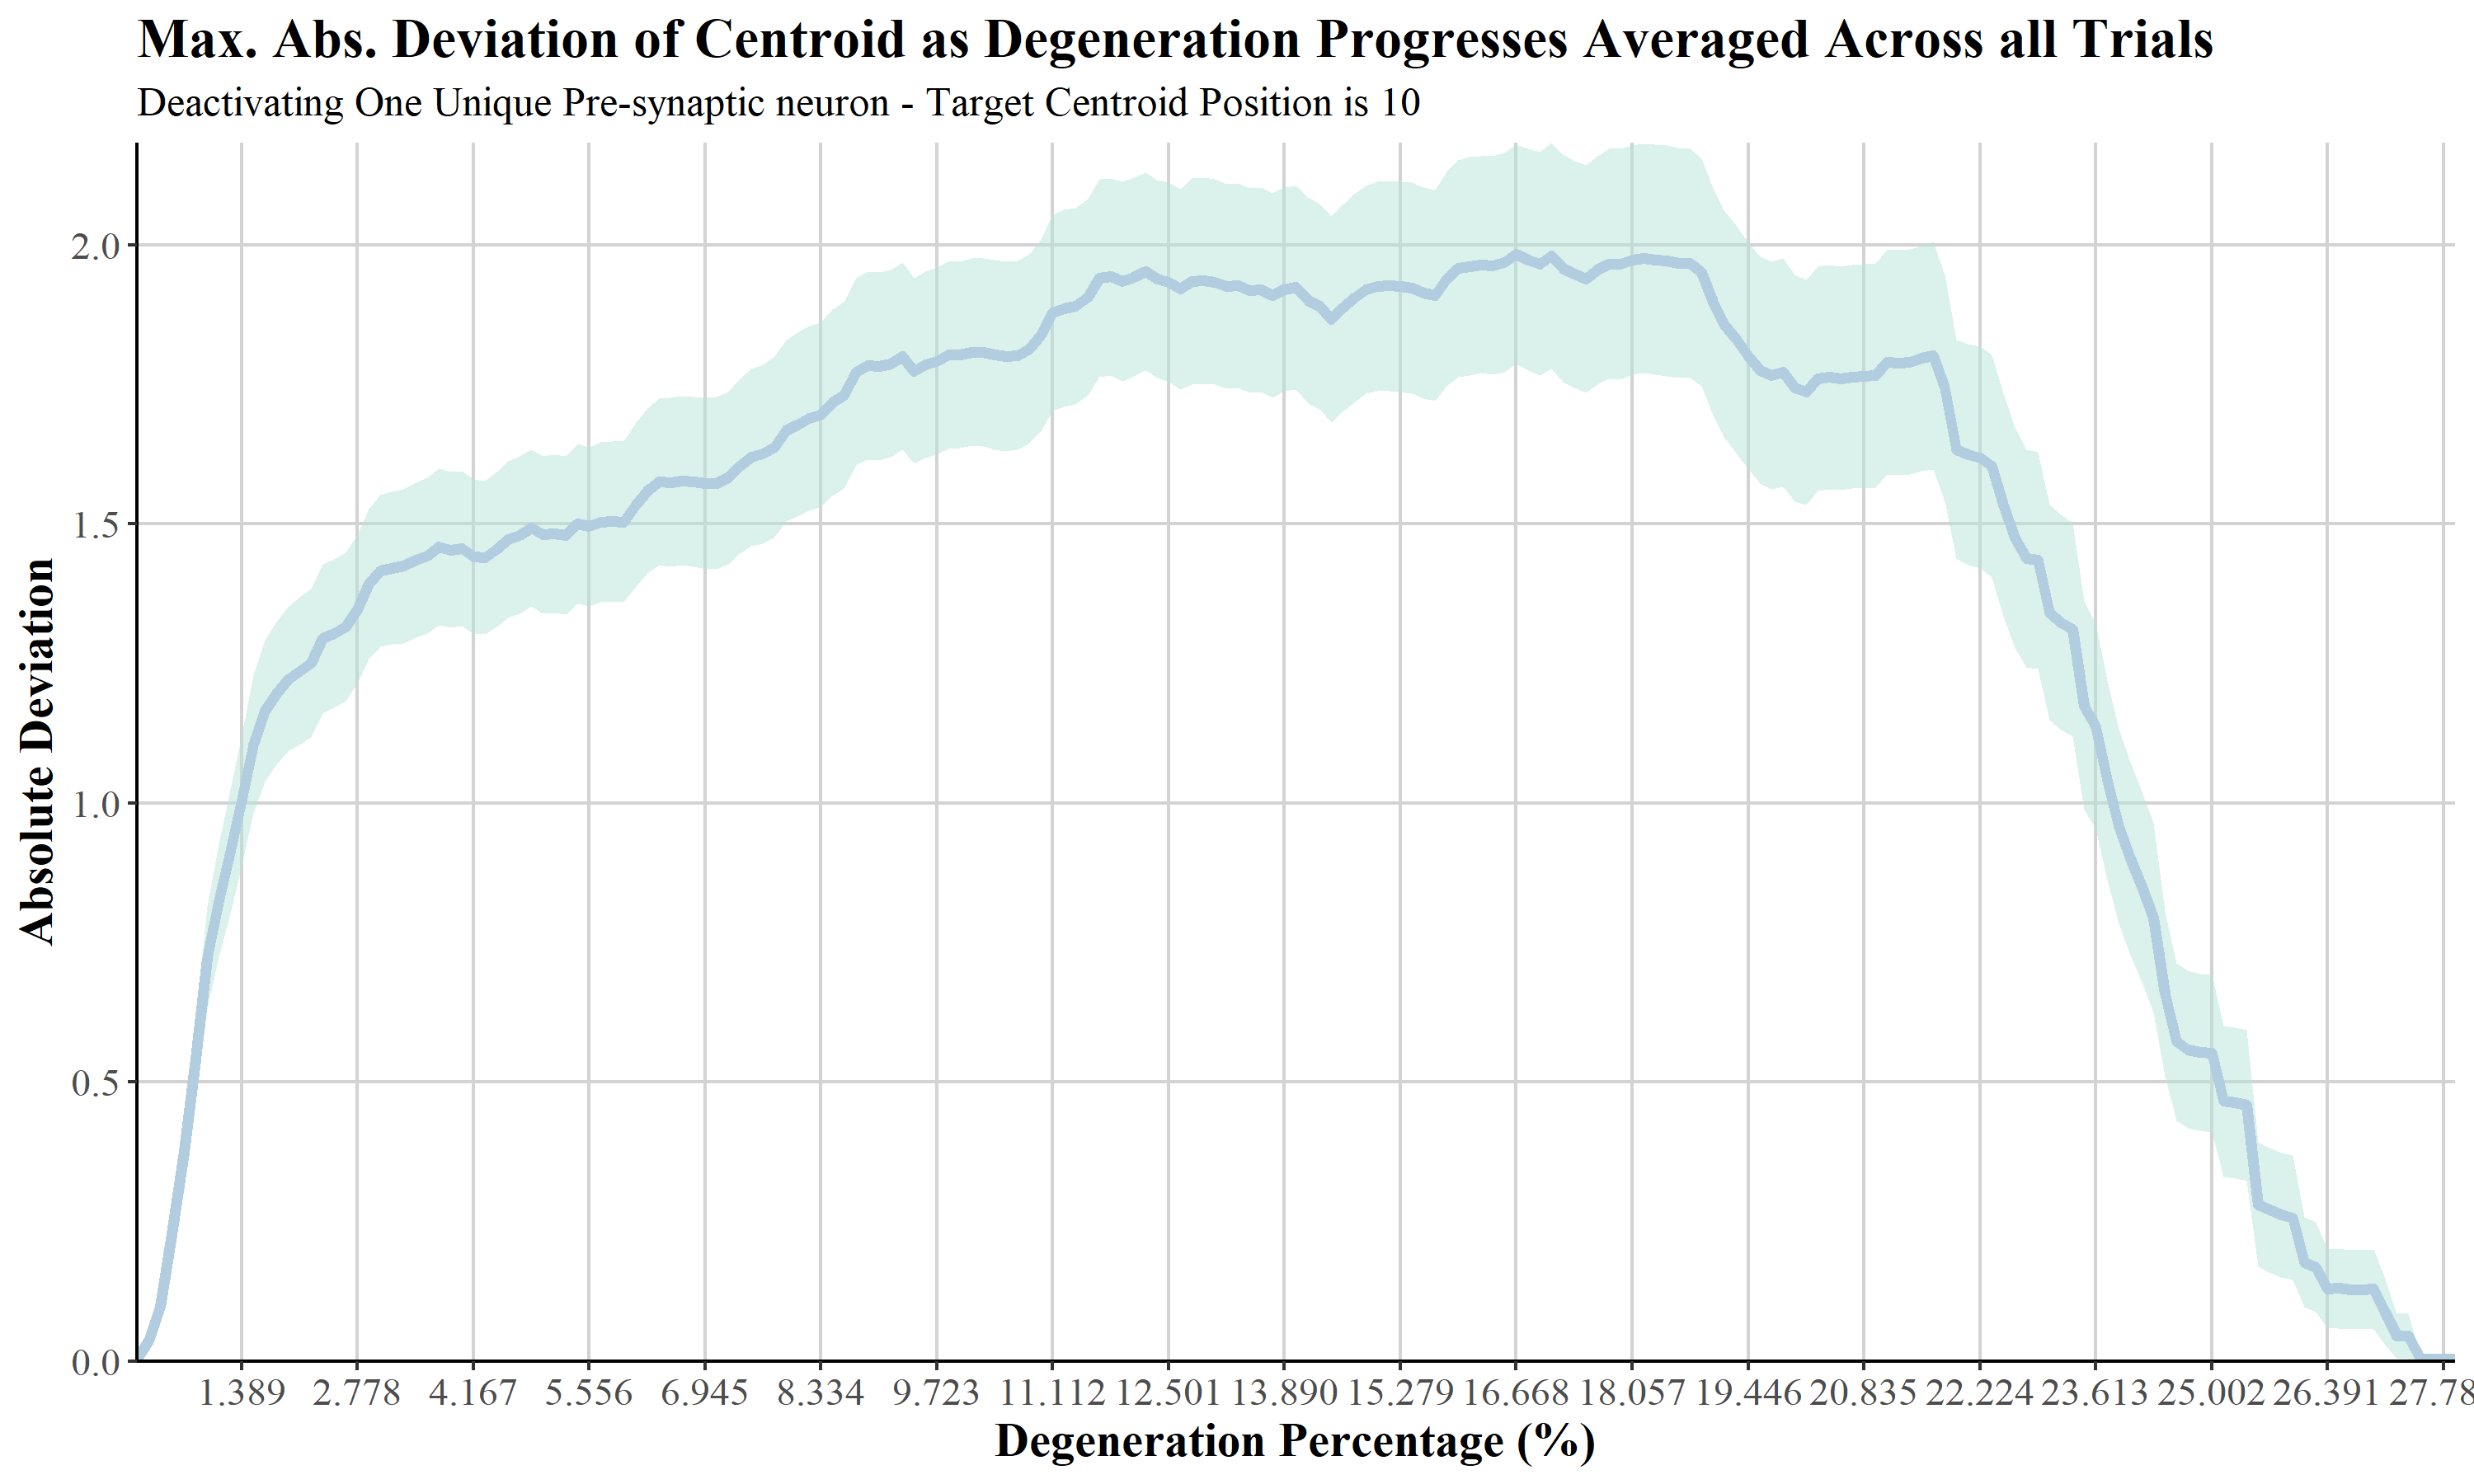 Max. Abs. Deviation of Centroid as Degeneration Progresses Averaged Across all Trials
Deactivating One Unique Pre-synaptic neuron - Target Centroid Position is 10
Absolute Deviation
2.0
1.5
1.0
0.5
0.0
1.389 2.778 4.167 5.556 6.945 8.334 9.723 11.112 12.501 13.890 15.279 16.668 18.057 19.446 20.835 22.224 23.613 25.002 26.391 27.78
Degeneration Percentage (%)